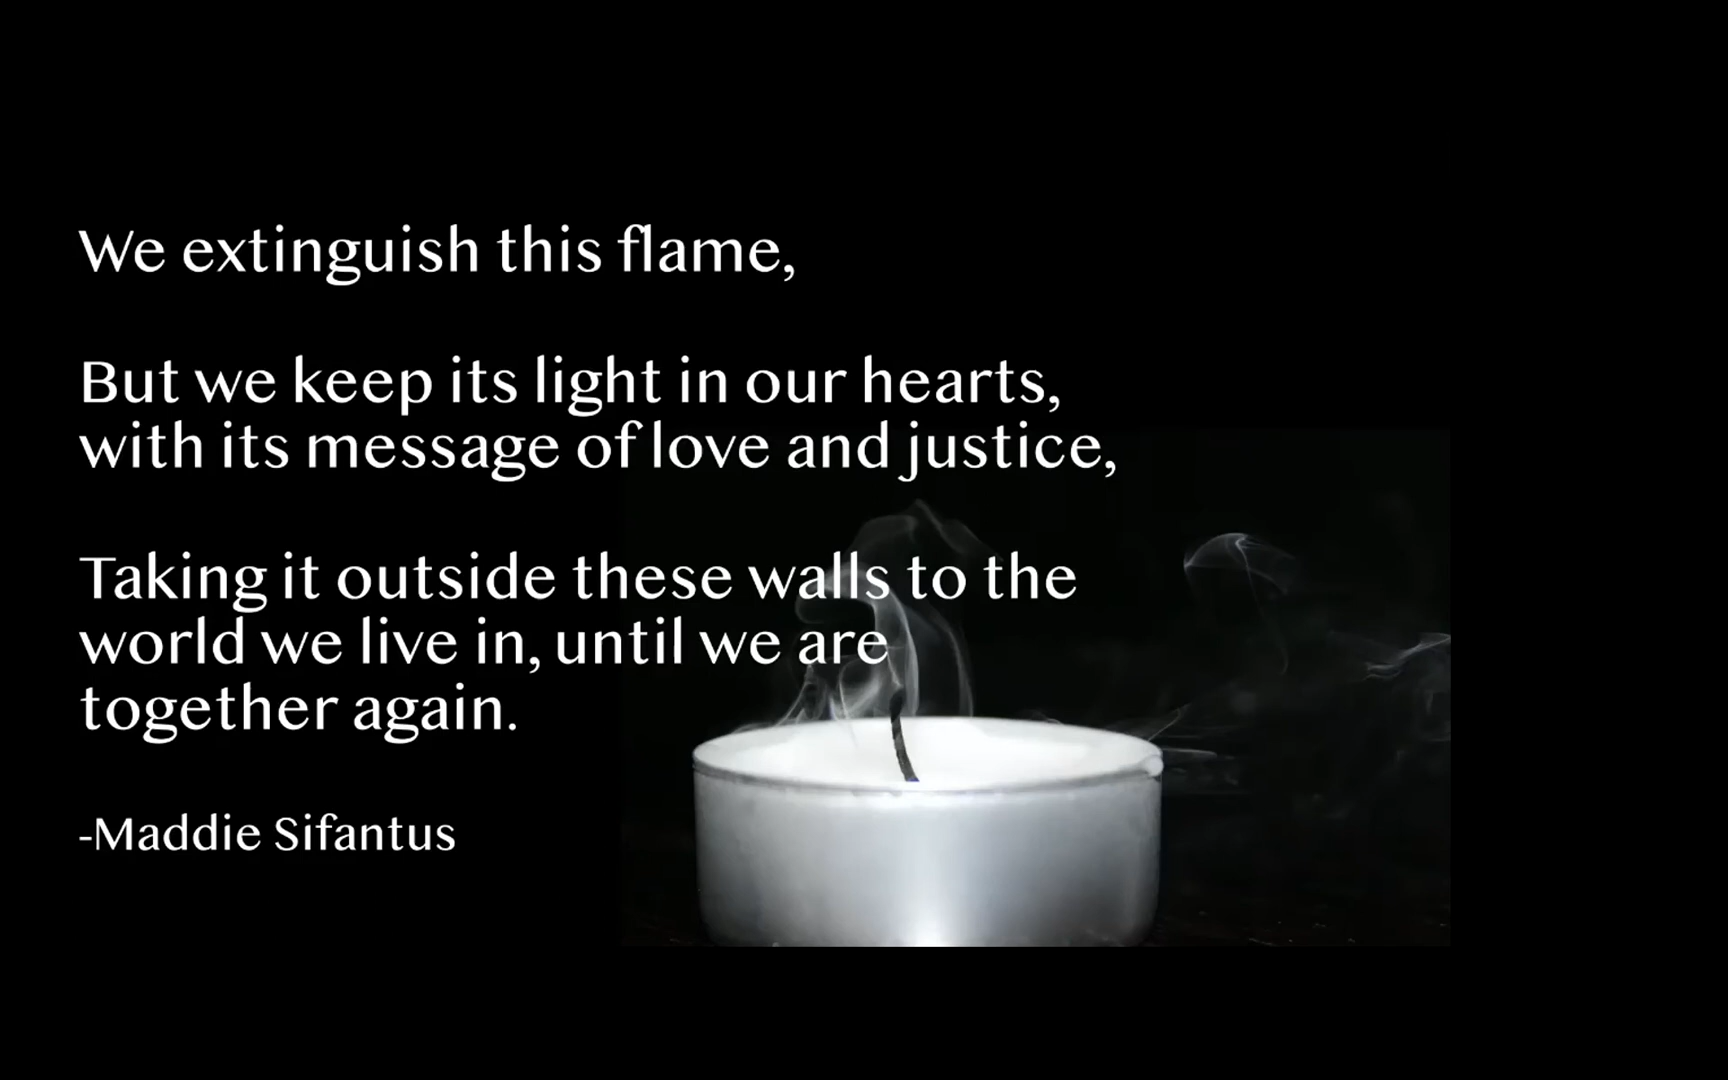 We extinguish this flame,
But we keep its light in our hearts,
with its message of love and justice,
Taking it outside these walls to the
world we live in, until we are
together again.
-Maddie Sifantus